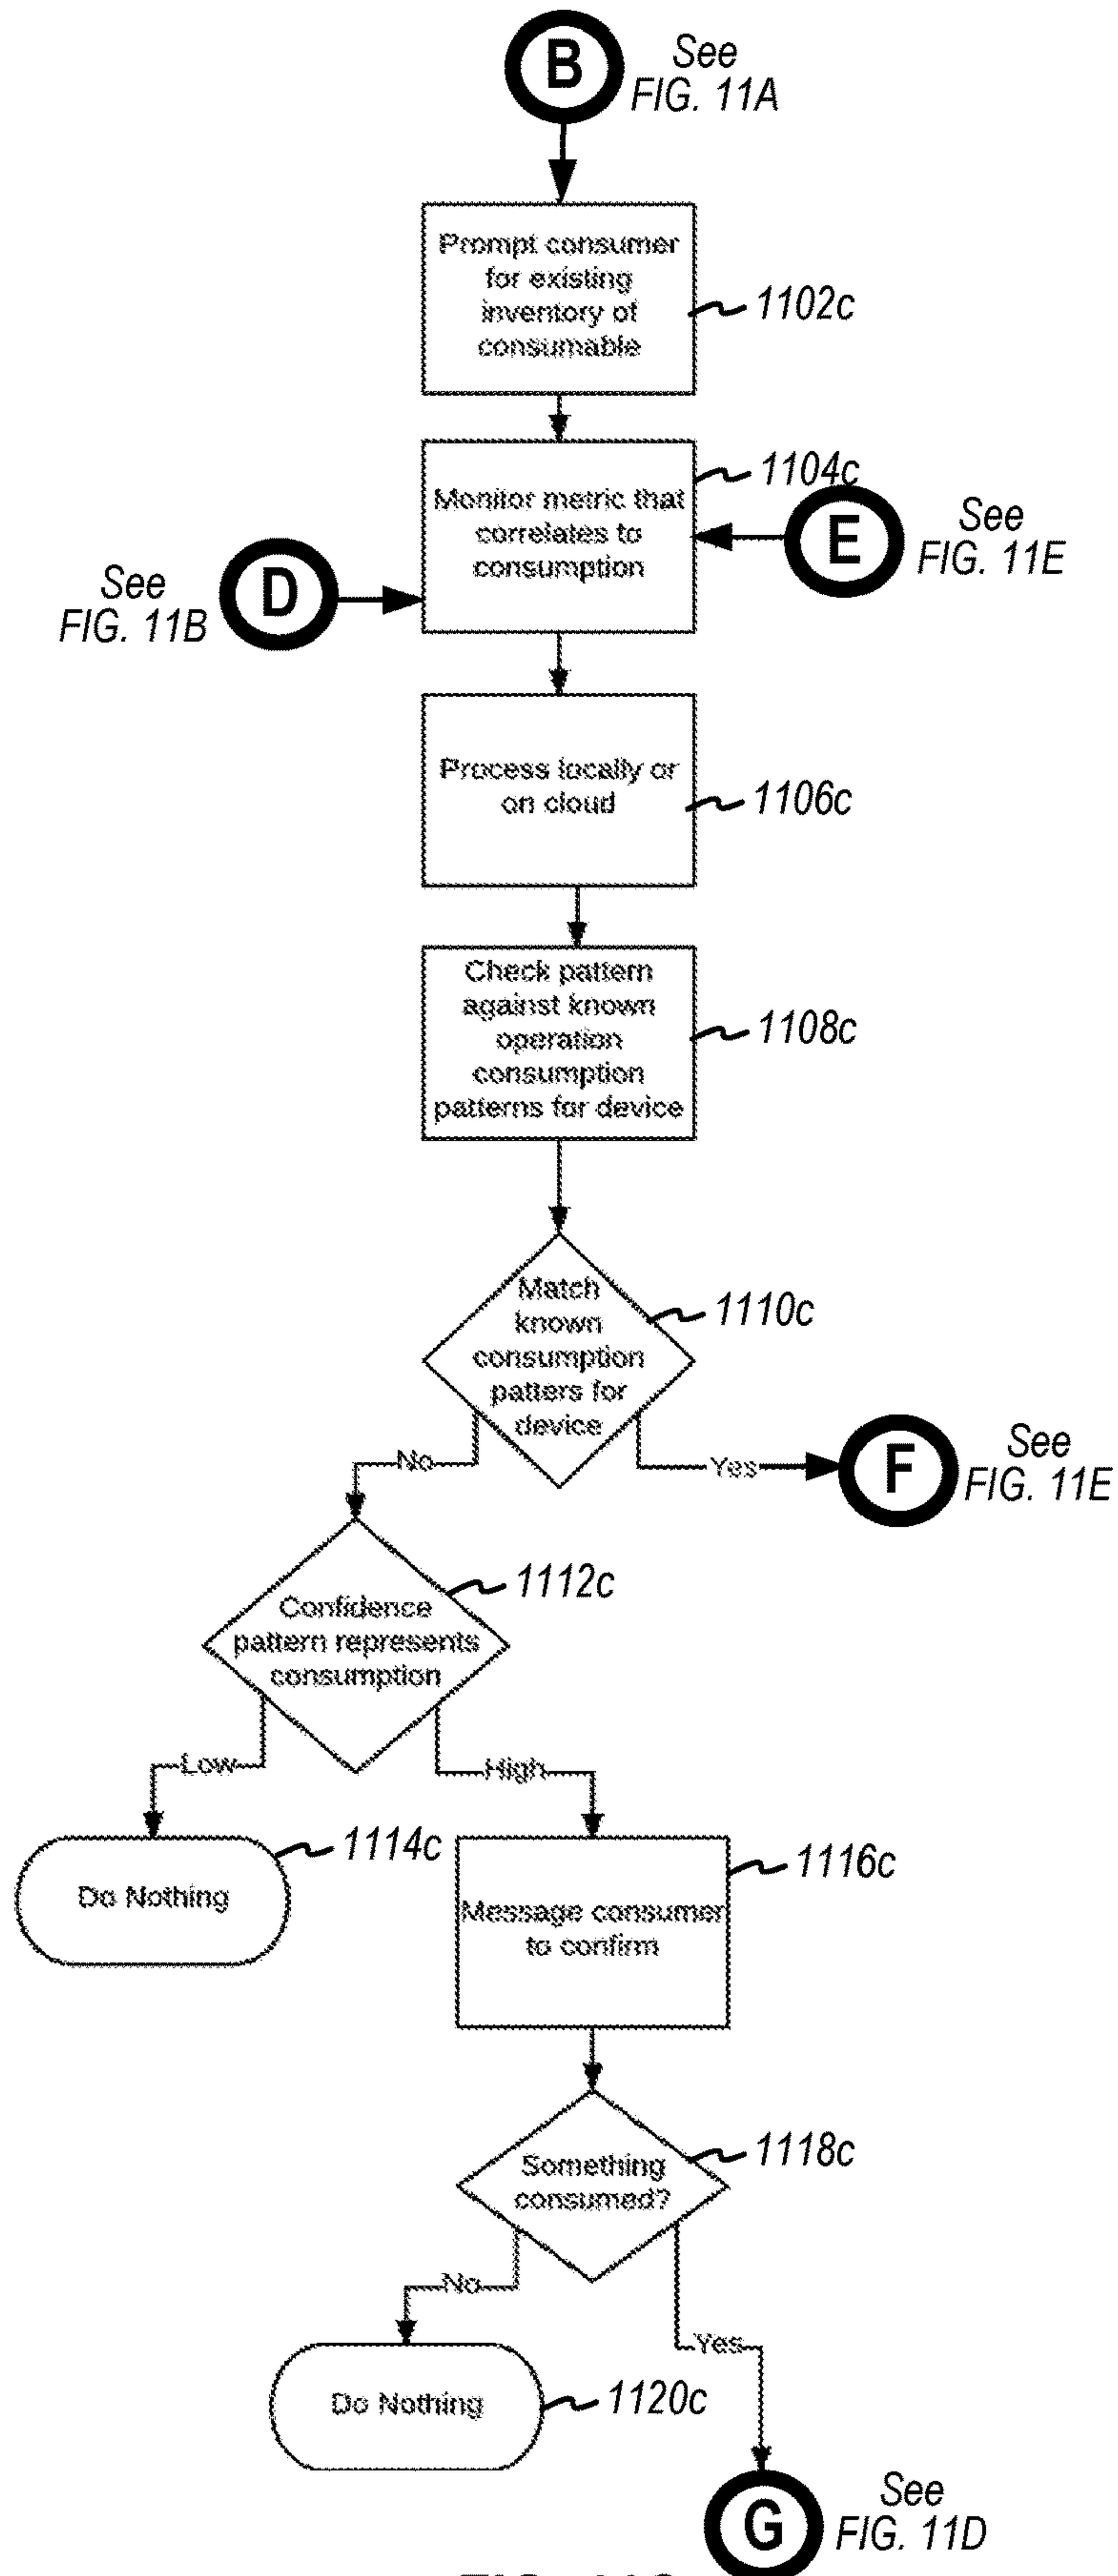 B
See
FIG. 11A
Prompt consumer
for existing
inventory of
consumable
1102c
1104c
Monitor metric that
correlates to
consumption
E
See
FIG. 11E
See
FIG. 11B
D
Process locally or
on cloud
1106c
Check pattern
against known
operation
consumption
patterns for device
1108c
Match
known
consumption
patters for
device
1110c
No
Yes
F
See
FIG. 11E
Confidence
pattern represents
consumption
1112c
Low
High
Do Nothing
1114c
Message consumer
to confirm
1116c
Something
consumed?
1118c
No
Yes
Do Nothing
1120c
G
See
FIG. 11D